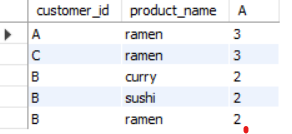 customer_id product_name A
A ramen 3
C ramen 3
B curry 2
B sushi 2
B ramen 2